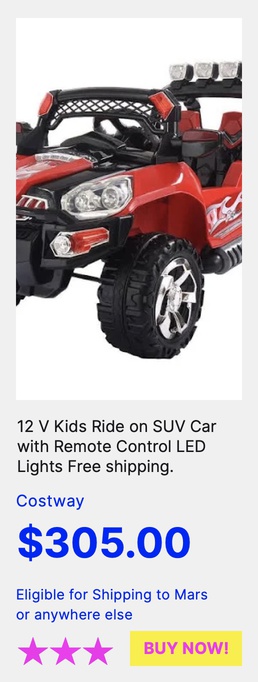 12 V Kids Ride on SUV Car
with Remote Control LED
Lights Free shipping.
Costway
$305.00
Eligible for Shipping to Mars
or anywhere else
BUY NOW!